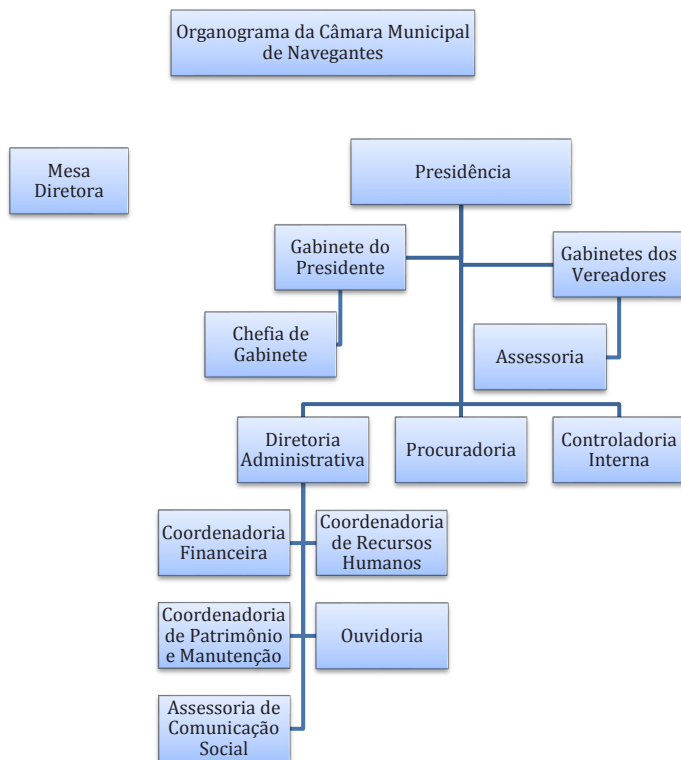 Organograma da Câmara Municipal
de Navegantes
Mesa
Diretora
Presidência
Gabinete do
Presidente
Gabinetes dos
Vereadores
Chefia de
Gabinete
Assessoria
Diretoria
Administrativa
Procuradoria
Controladoria
Interna
Coordenadoria
Financeira
Coordenadoria
de Recursos
Humanos
Coordenadoria
de Patrimônio
e Manutenção
Ouvidoria
Assessoria de
Comunicação
Social